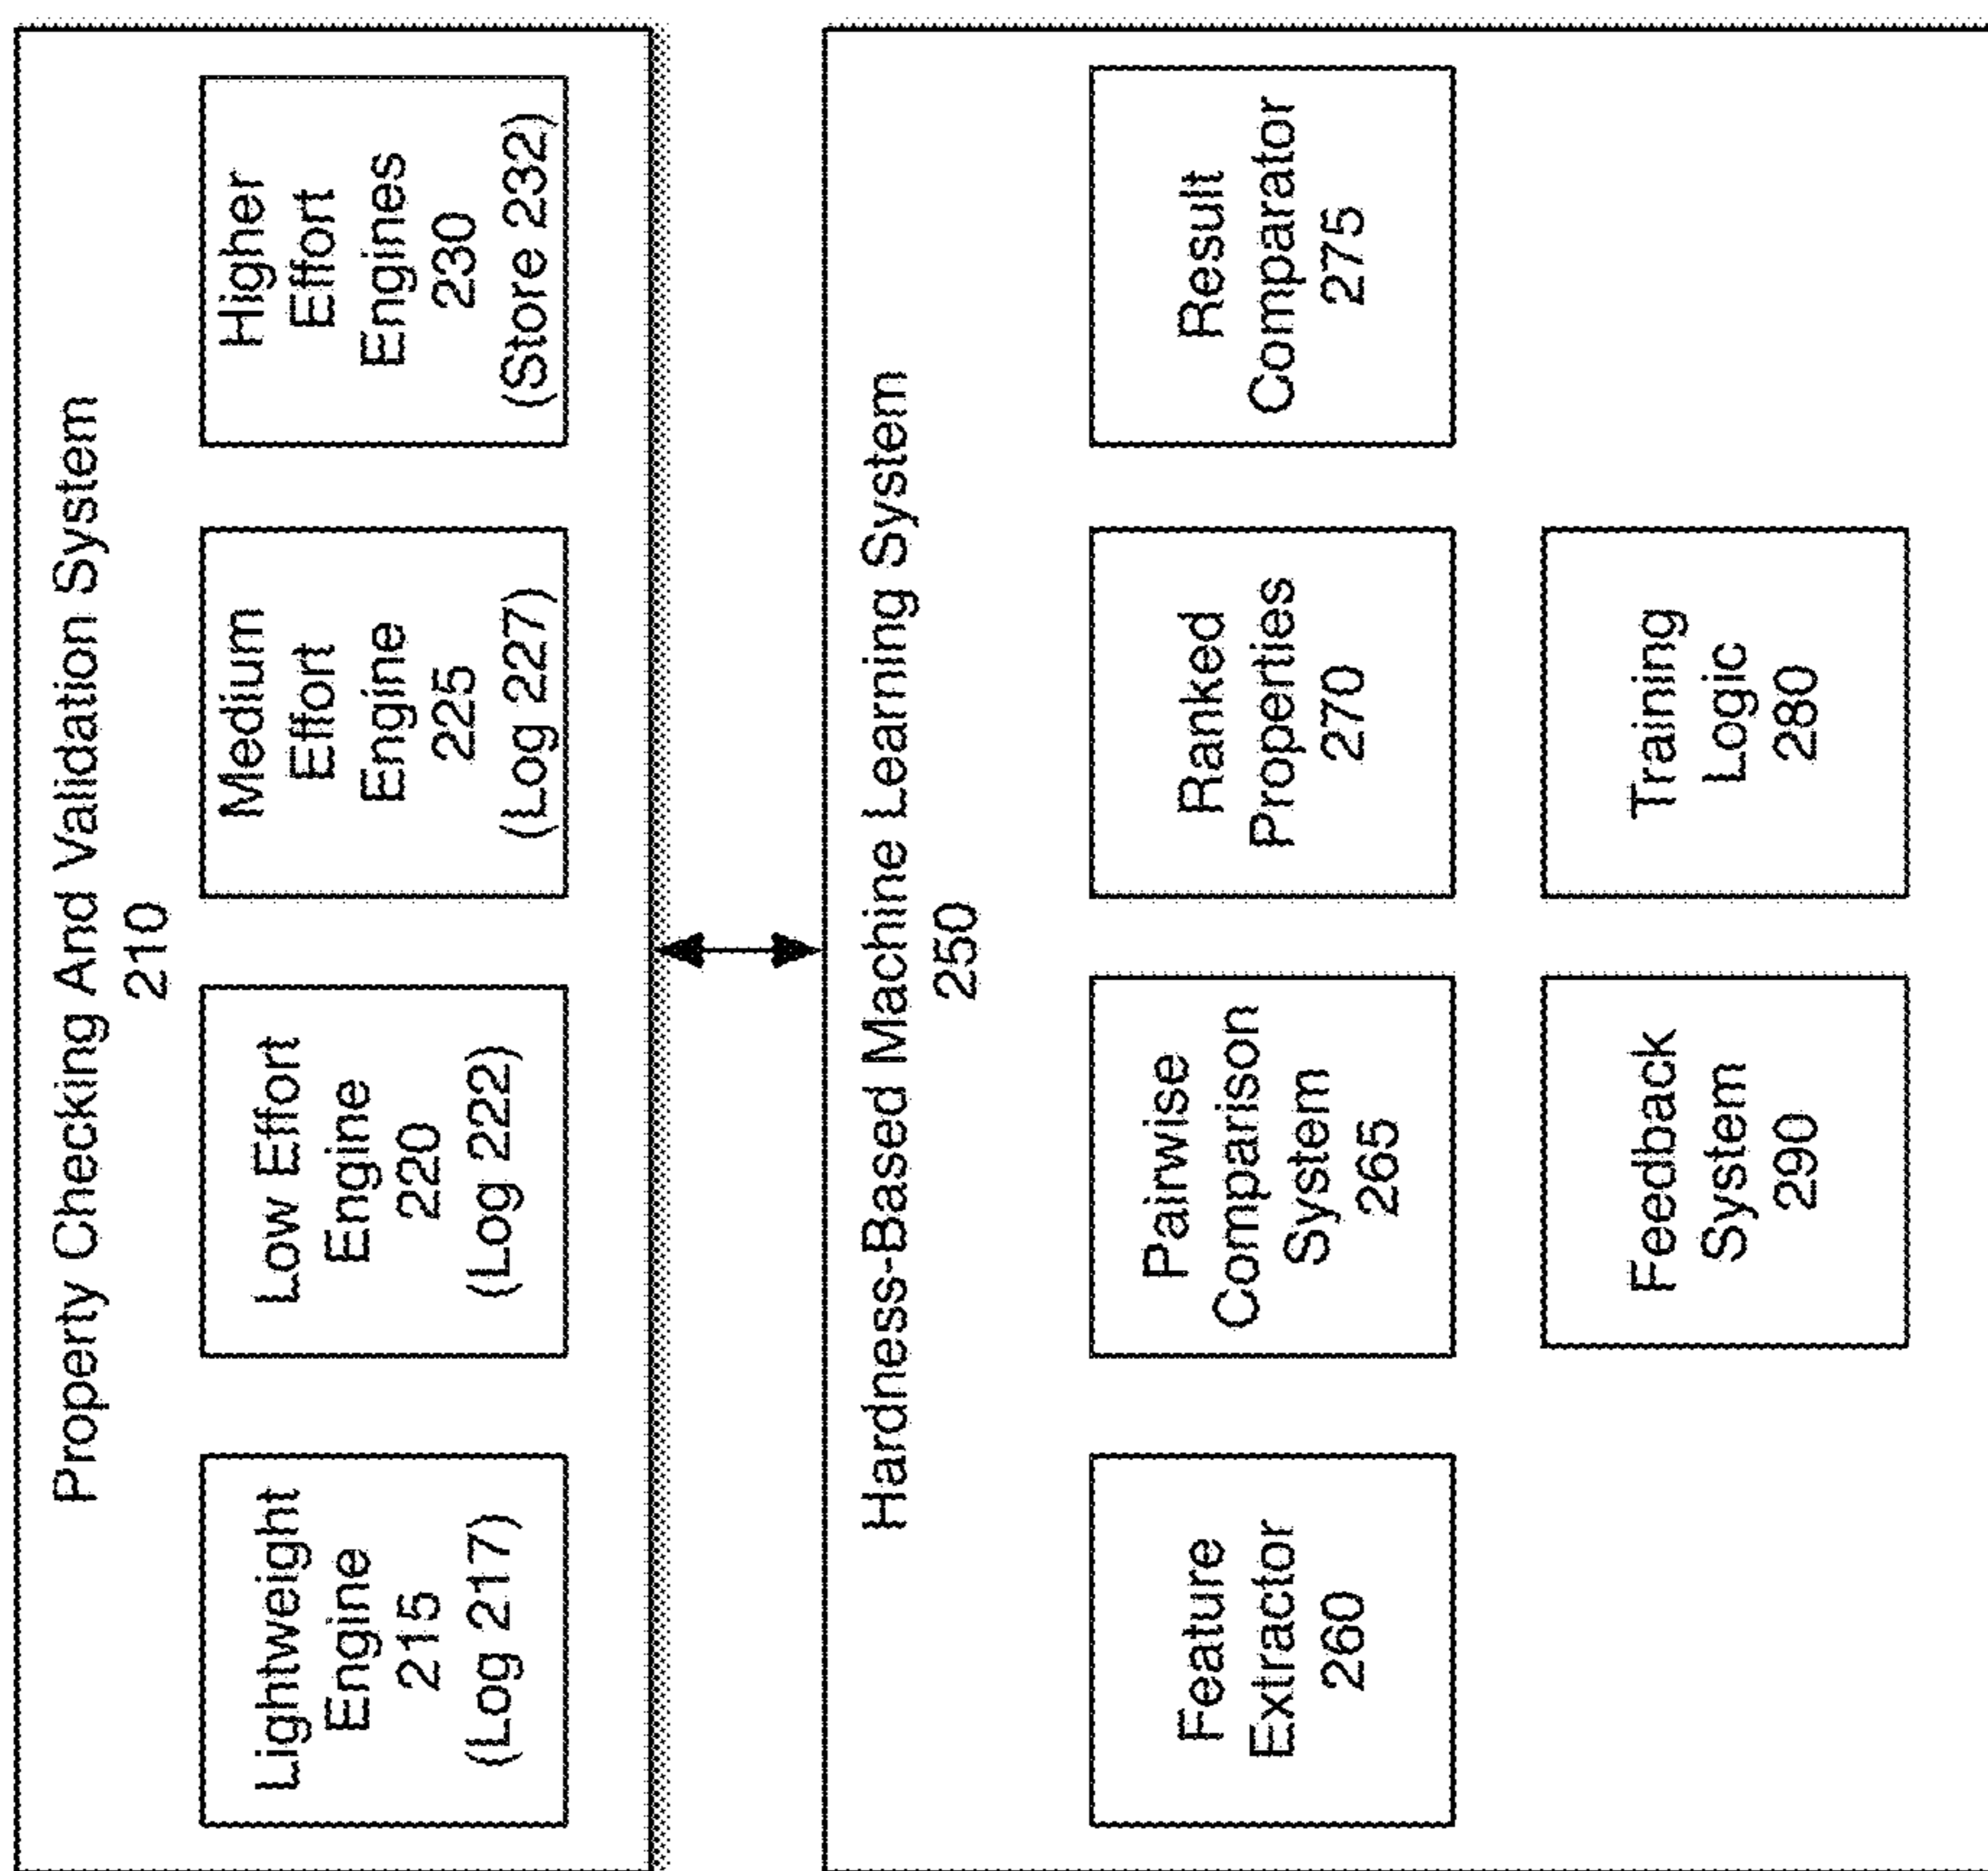 Property Checking And Validation System
210
Lightweight
Engine
215
(Log 217)
Low Effort
Engine
220
(Log 222)
Medium
Effort
Engine
225
(Log 227)
Higher
Effort
Engines
230
(Store 232)
Hardness-Based Machine Learning System
250
Feature
Extractor
260
Pairwise
Comparison
System
265
Ranked
Properties
270
Result
Comparator
275
Feedback
System
290
Training
Logic
280